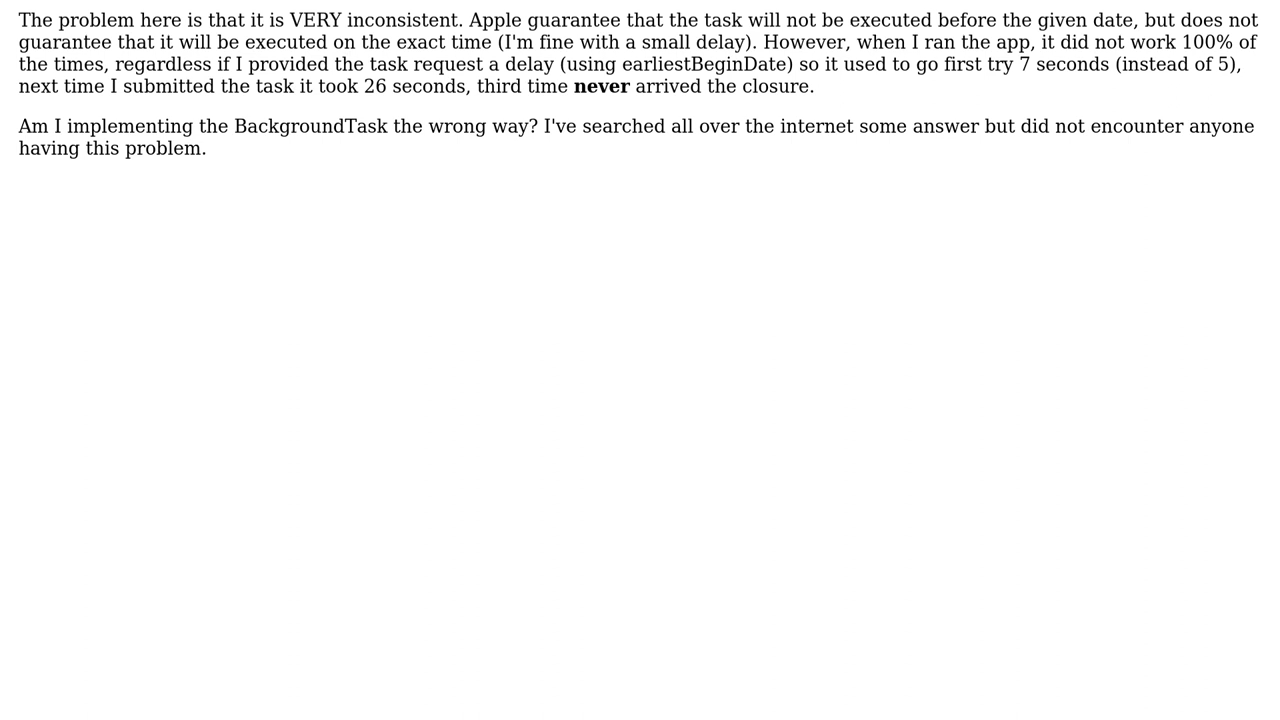 The problem here is that it is VERY inconsistent. Apple guarantee that the task will not be executed before the given date, but does not
guarantee that it will be executed on the exact time (I'm fine with a small delay). However, when I ran the app, it did not work 100% of
the times, regardless if I provided the task request a delay (using earliestBeginDate) so it used to go first try 7 seconds (instead of 5),
next time I submitted the task it took 26 seconds, third time never arrived the closure.
Am I implementing the BackgroundTask the wrong way? I've searched all over the internet some answer but did not encounter anyone
having this problem.